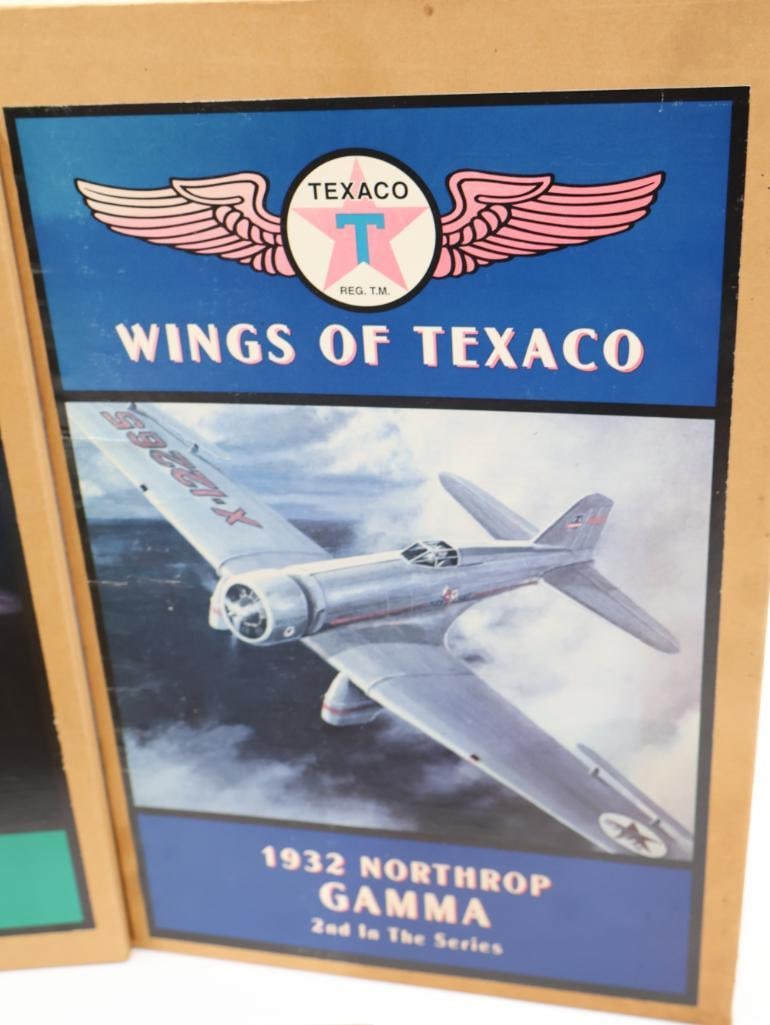 TEXACO
T
REG. T.M.
WINGS OF TEXACO
X-12265
1932 NORTHROP
GAMMA
2nd In The Series